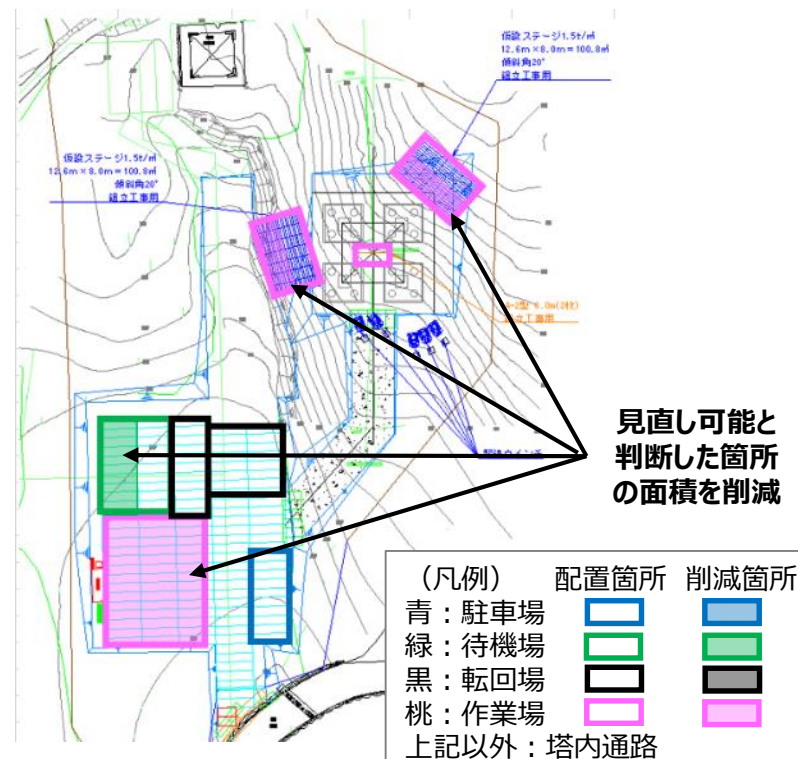 仮設ステージ1.5t/㎡
12.6m×8.0m=100.8㎡
傾斜角20°
組立工事用
仮設ステージ1.5t/㎡
12.6m×8.0m=100.8㎡
傾斜角20°
組立工事用
見直し可能と
判断した箇所
の面積を削減
(凡例) 配置箇所 削減箇所
青:駐車場
緑:待機場
黒:転回場
桃:作業場
上記以外:塔内通路